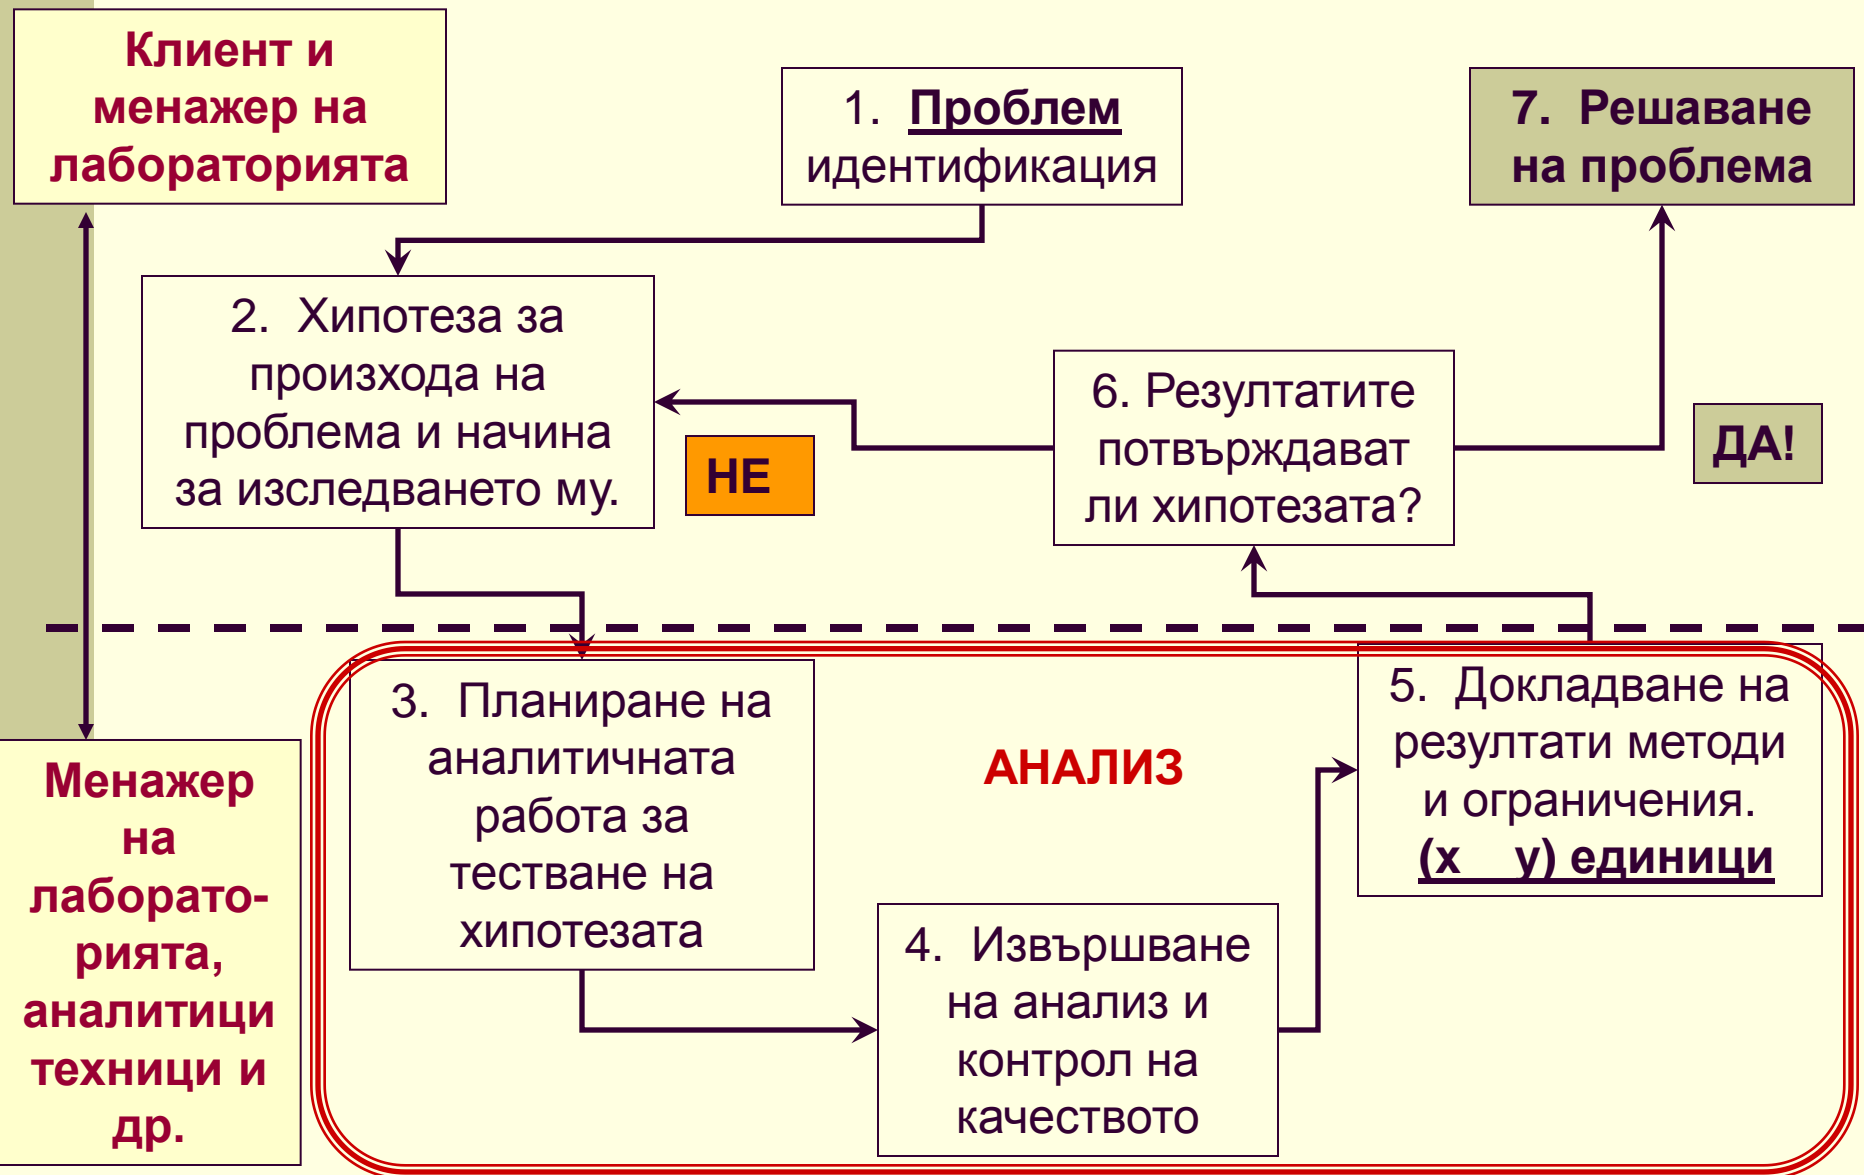 Клиент и
менажер на
лабораторията
1. Проблем
идентификация
7. Решаване
на проблема
2. Хипотеза за
произхода на
проблема и начина
за изследването му.
НЕ
6. Резултатите
потвърждават
ли хипотезата?
ДА!
Менажер
на
лаборато-
рията,
аналитици
техници и
др.
3. Планиране на
аналитичната
работа за
тестване на
хипотезата
АНАЛИЗ
4. Извършване
на анализ и
контрол на
качеството
5. Докладване на
резултати методи
и ограничения.
(x y) единици